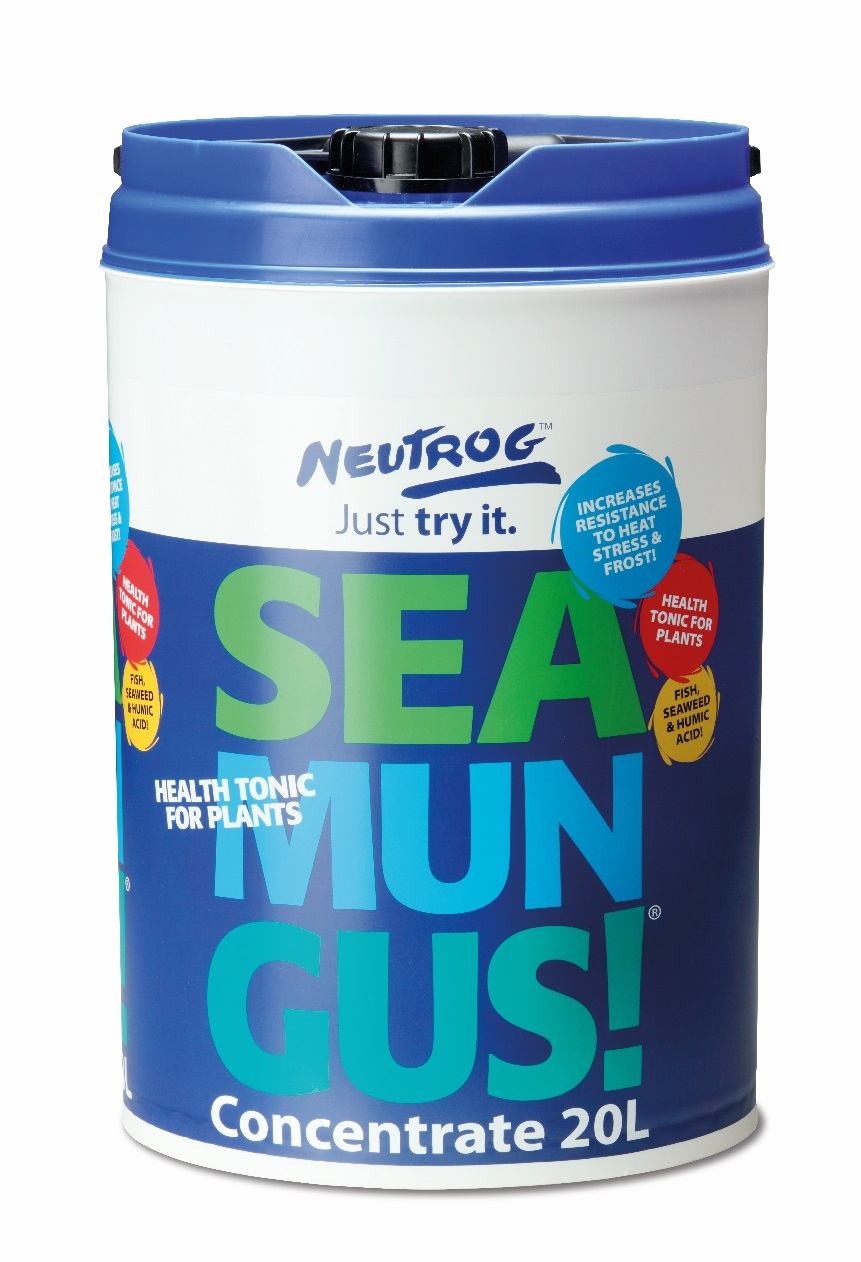 NEUTROG™
Just try it.
INCREASES
RESISTANCE
TO HEAT
STRESS &
FROST!
HEALTH
TONIC FOR
PLANTS
FISH,
SEAWEED
& HUMIC
ACID!
SEA
MUN
GUS!®
HEALTH TONIC
FOR PLANTS
Concentrate 20L
HEALTH
TONIC FOR
PLANTS
FISH,
SEAWEED
& HUMIC
ACID!
®